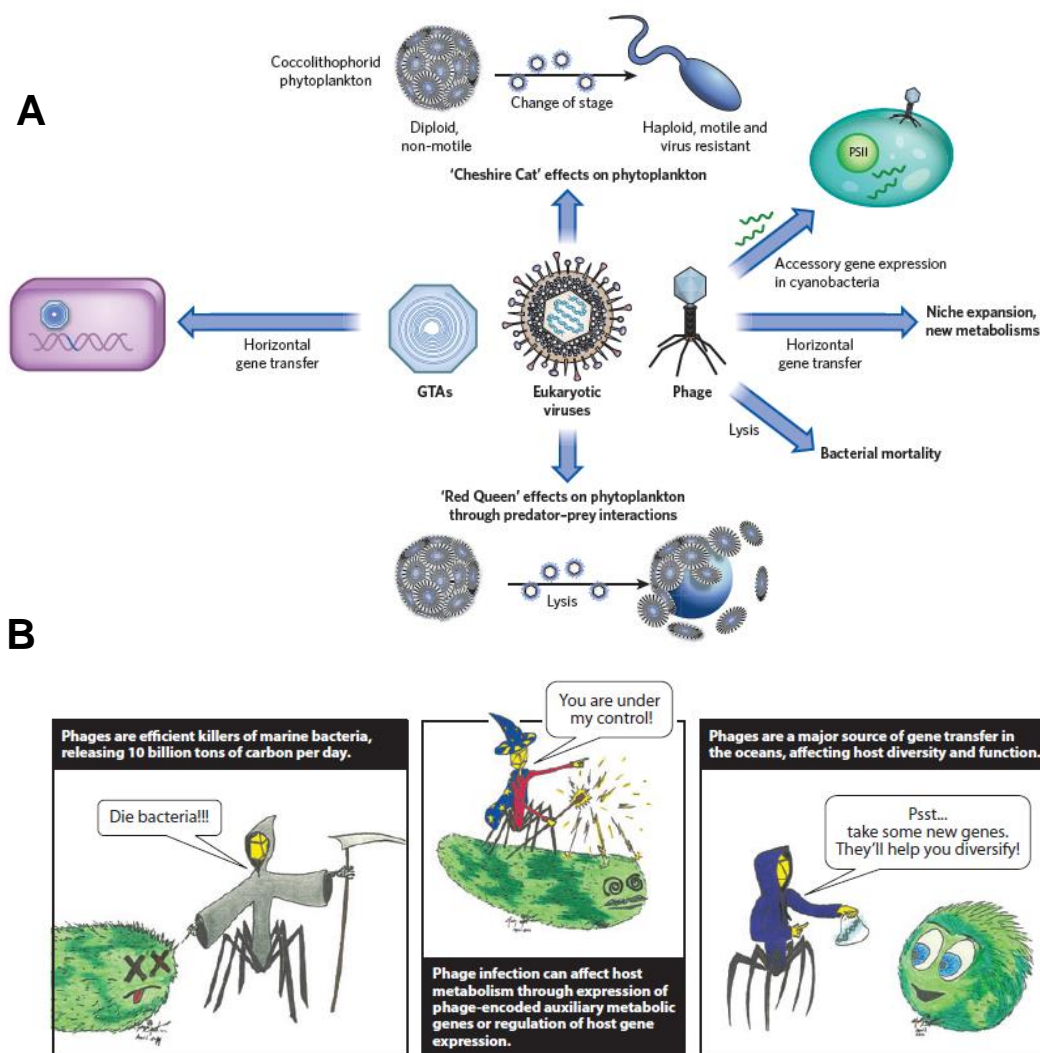 A
Coccolithophorid
phytoplankton
Change of stage
Diploid,
non-motile
Haploid, motile and
virus resistant
'Cheshire Cat' effects on phytoplankton
PSII
Accessory gene expression
in cyanobacteria
Horizontal
gene transfer
GTAs
Eukaryotic
viruses
Phage
Horizontal
gene transfer
Niche expansion,
new metabolisms
Lysis
Bacterial mortality
'Red Queen' effects on phytoplankton
through predator–prey interactions
Lysis
B
Phages are efficient killers of marine bacteria,
releasing 10 billion tons of carbon per day.
Die bacteria!!!
You are under
my control!
Phage infection can affect host
metabolism through expression of
phage-encoded auxiliary metabolic
genes or regulation of host gene
expression.
Phages are a major source of gene transfer in
the oceans, affecting host diversity and function.
Psst...
take some new genes.
They'll help you diversify!